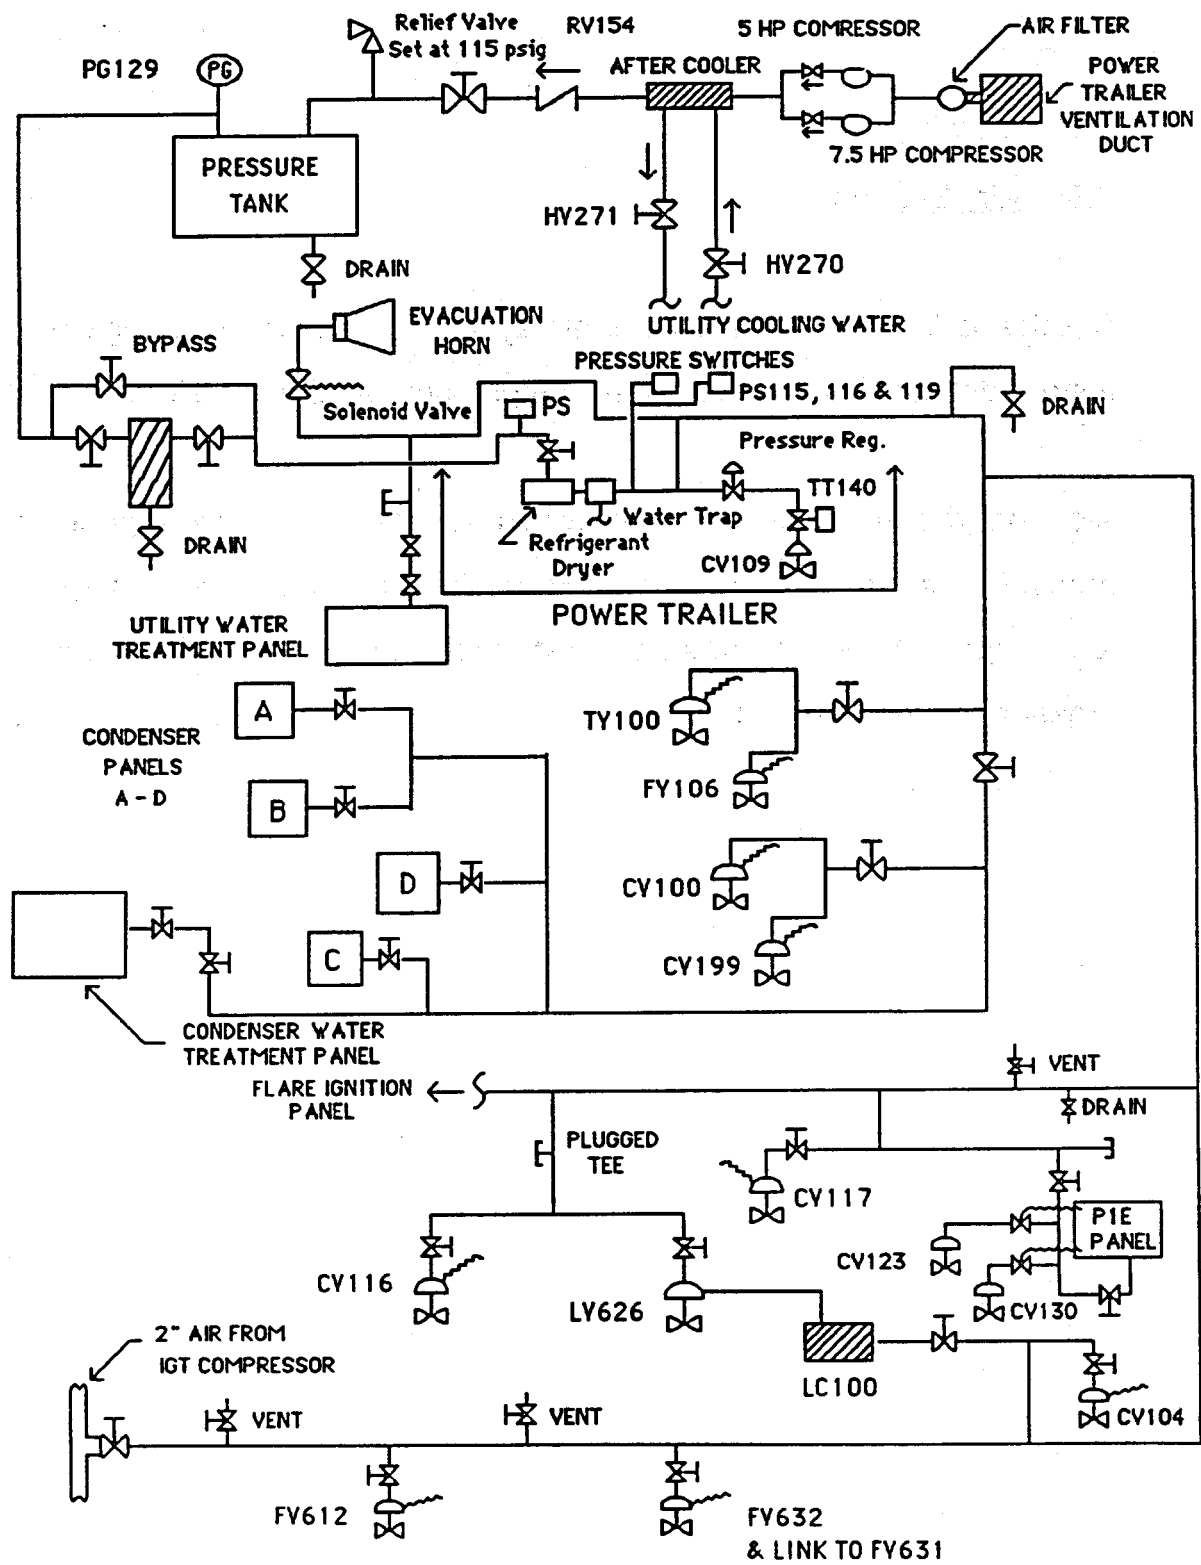 Relief Valve
Set at 115 psig
RV154
5 HP COMRESSOR
AIR FILTER
PG129
PG
AFTER COOLER
POWER
TRAILER
VENTILATION
DUCT
7.5 HP COMPRESSOR
PRESSURE
TANK
HV271
HV270
DRAIN
UTILITY COOLING WATER
EVACUATION
HORN
BYPASS
PRESSURE SWITCHES
PS115, 116 & 119
Solenoid Valve
PS
DRAIN
Pressure Reg.
TT140
Water Trap
DRAIN
Refrigerant
Dryer
CV109
POWER TRAILER
UTILITY WATER
TREATMENT PANEL
A
TY100
CONDENSER
PANELS
A - D
B
FY106
D
CV100
C
CV199
CONDENSER WATER
TREATMENT PANEL
VENT
FLARE IGNITION
PANEL
DRAIN
PLUGGED
TEE
CV117
PIE
PANEL
CV123
CV116
LV626
CV130
2" AIR FROM
IGT COMPRESSOR
LC100
VENT
VENT
CV104
FV612
FV632
& LINK TO FV631